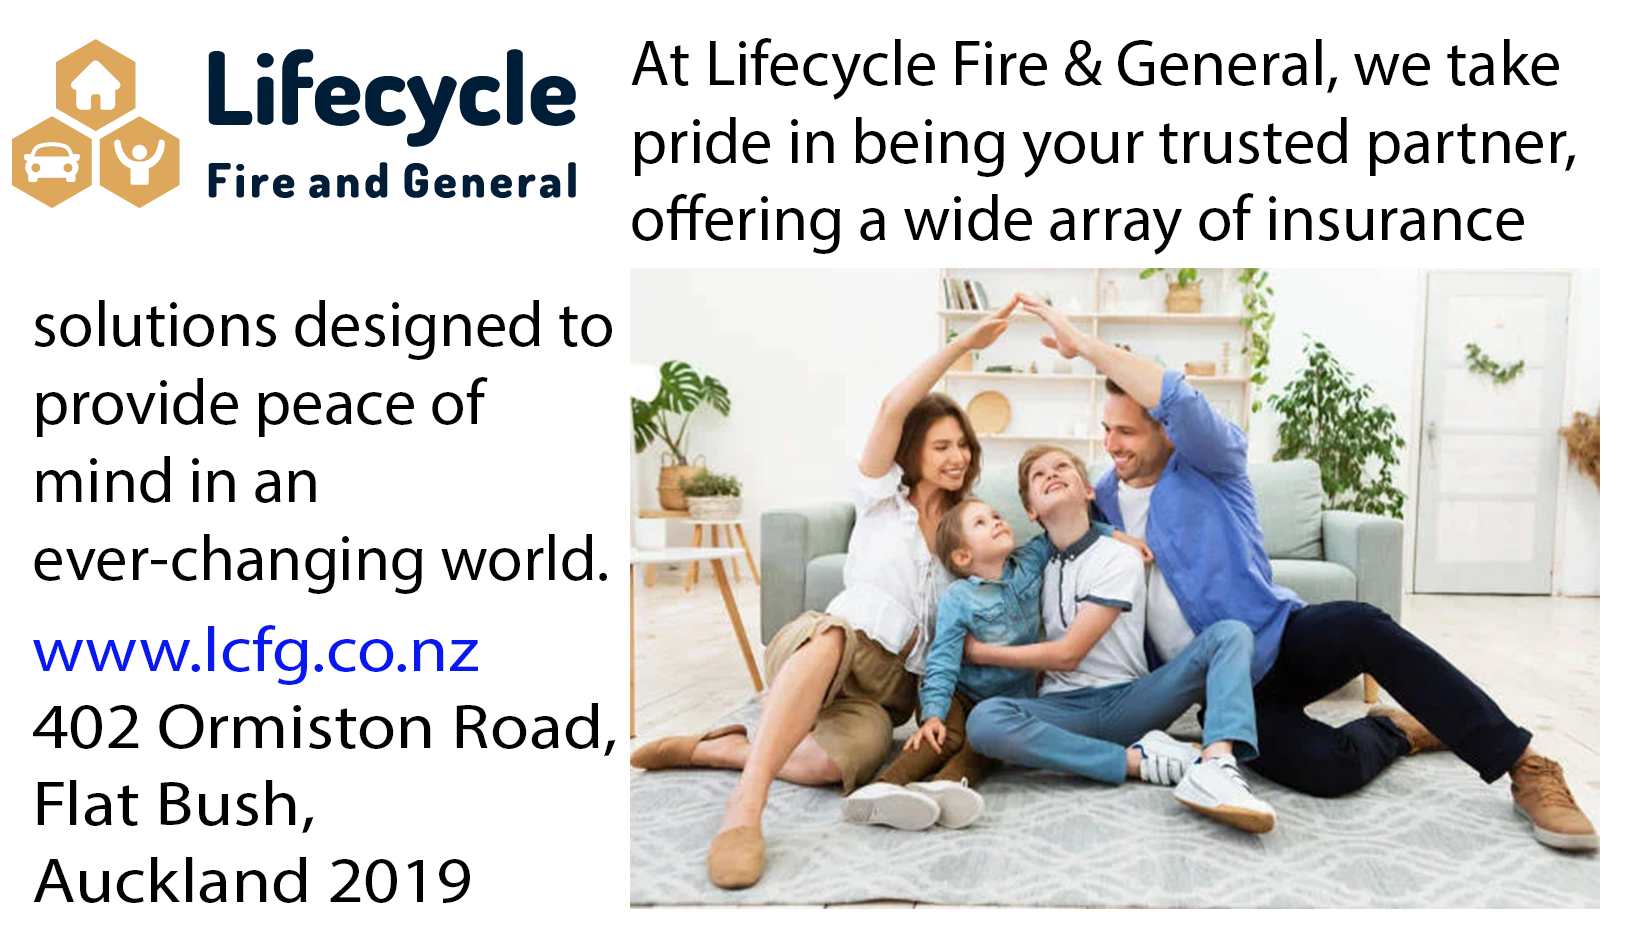 Lifecycle
Fire and General
At Lifecycle Fire & General, we take
pride in being your trusted partner,
offering a wide array of insurance
solutions designed to
provide peace of
mind in an
ever-changing world.
www.lcfg.co.nz
402 Ormiston Road,
Flat Bush,
Auckland 2019